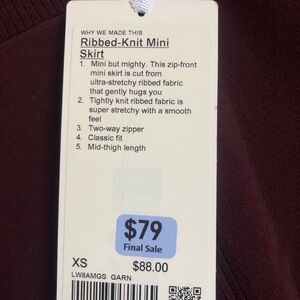 WHY WE MADE THIS
Ribbed-Knit Mini
Skirt
1. Mini but mighty. This zip-front
mini skirt is cut from
ultra-stretchy ribbed fabric
that gently hugs you
2. Tightly knit ribbed fabric is
super stretchy with a smooth
feel
3. Two-way zipper
4. Classic fit
5. Mid-thigh length
$79
Final Sale
XS $88.00
LW8AMGS GARN